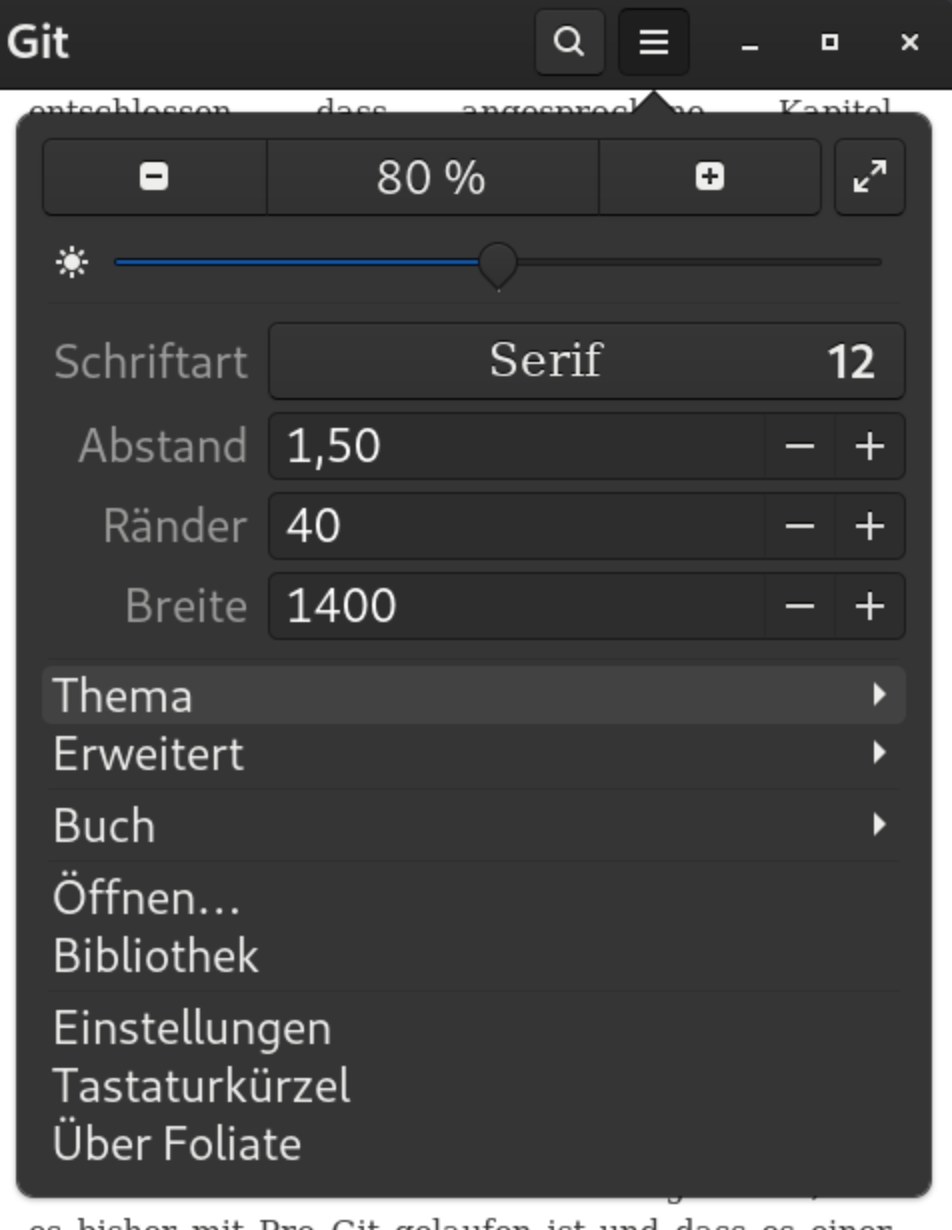 Git
entschlossen, dass angesprochene Kapitel
80 %
Schriftart Serif 12
Abstand 1,50
Ränder 40
Breite 1400
Thema
Erweitert
Buch
Öffnen…
Bibliothek
Einstellungen
Tastaturkürzel
Über Foliate
es bisher mit Pro Git gelaufen ist und dass es einer